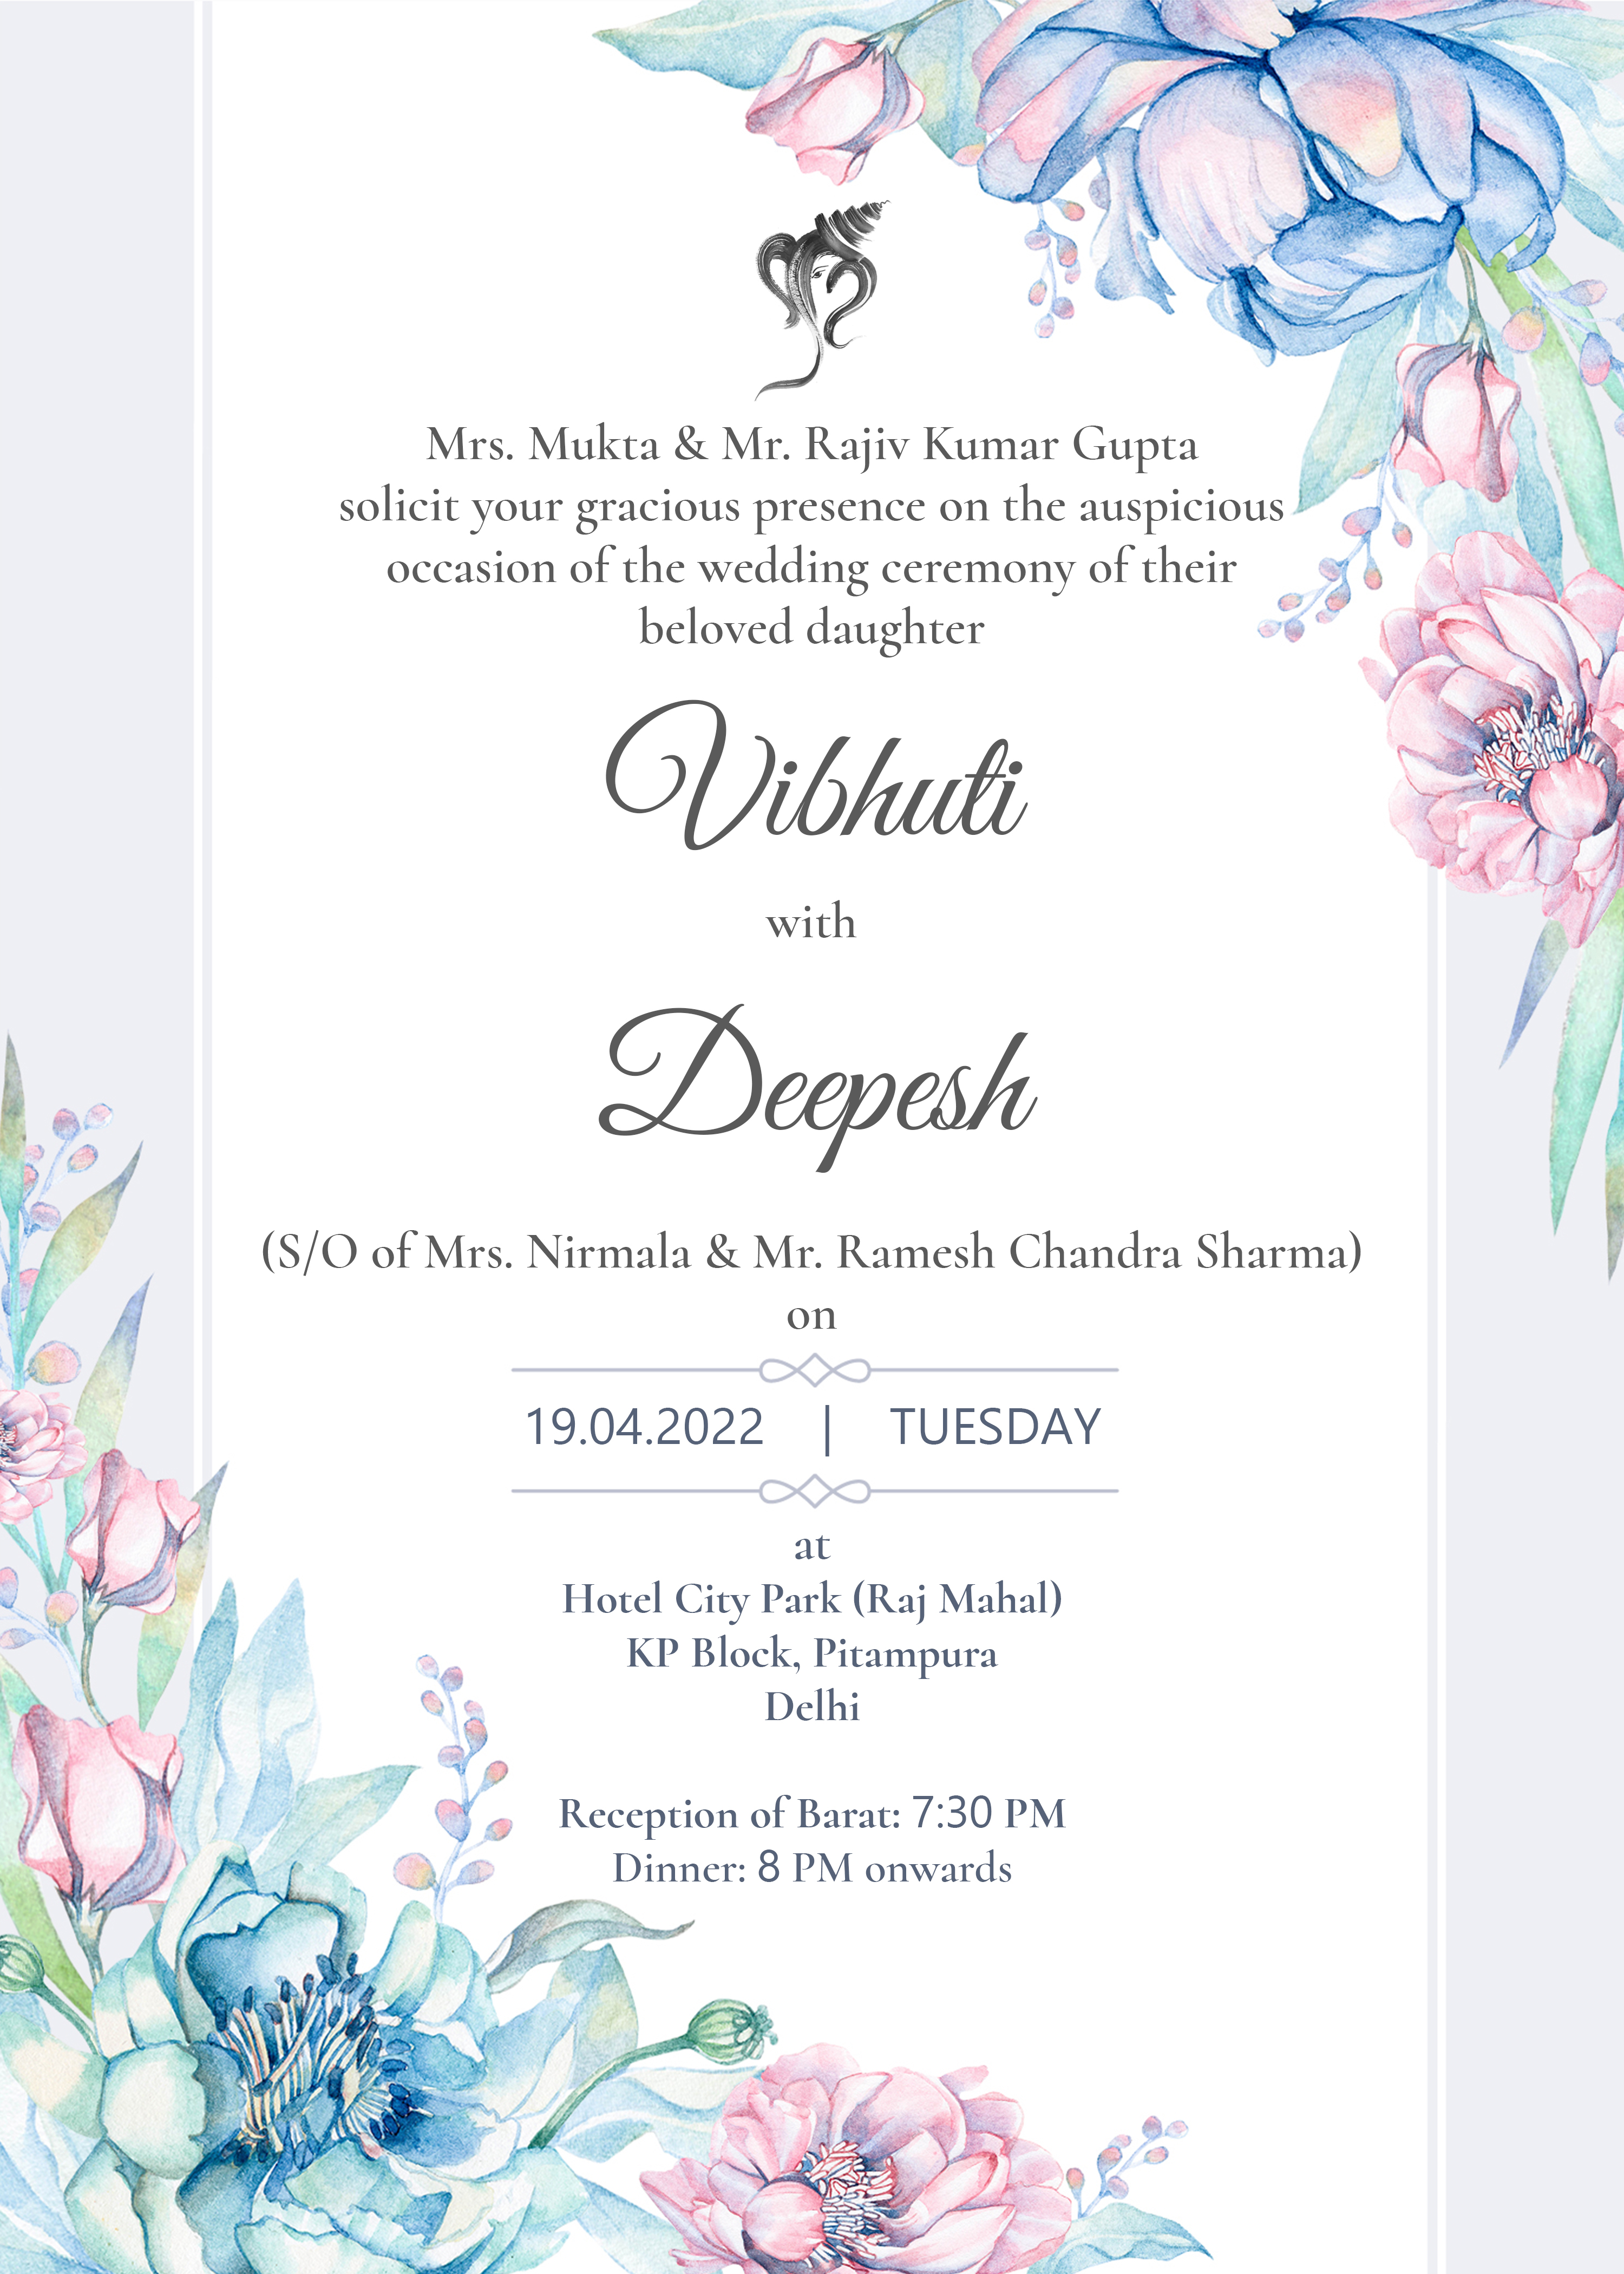 Mrs. Mukta & Mr. Rajiv Kumar Gupta
solicit your gracious presence on the auspicious
occasion of the wedding ceremony of their
beloved daughter
Vibhuti
with
Deepesh
(S/O of Mrs. Nirmala & Mr. Ramesh Chandra Sharma)
on
19.04.2022 | TUESDAY
at
Hotel City Park (Raj Mahal)
KP Block, Pitampura
Delhi
Reception of Barat: 7:30 PM
Dinner: 8 PM onwards